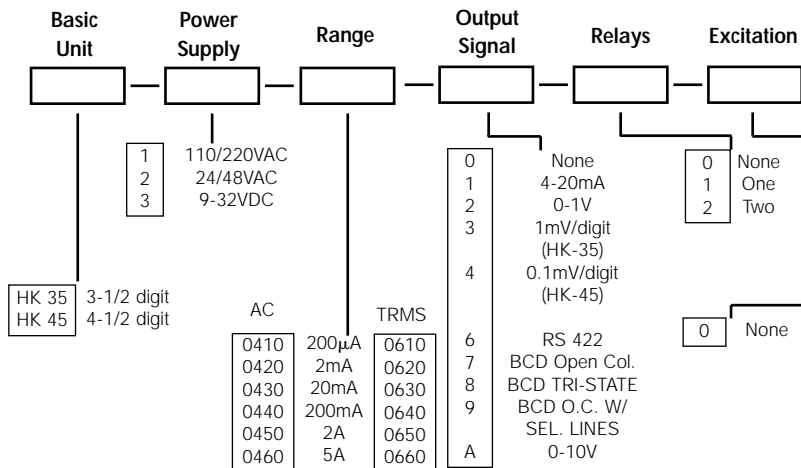 Basic Unit
Power Supply
Range
Output Signal
Relays
Excitation
1 110/220VAC
2 24/48VAC
3 9-32VDC
HK 35 3-1/2 digit
HK 45 4-1/2 digit
AC TRMS
0410 200µA 0610
0420 2mA 0620
0430 20mA 0630
0440 200mA 0640
0450 2A 0650
0460 5A 0660
0 None
1 4-20mA
2 0-1V
3 1mV/digit
(HK-35)
4 0.1mV/digit
(HK-45)
6 RS 422
7 BCD Open Col.
8 BCD TRI-STATE
9 BCD O.C. W/
SEL. LINES
A 0-10V
0 None
1 One
2 Two
0 None